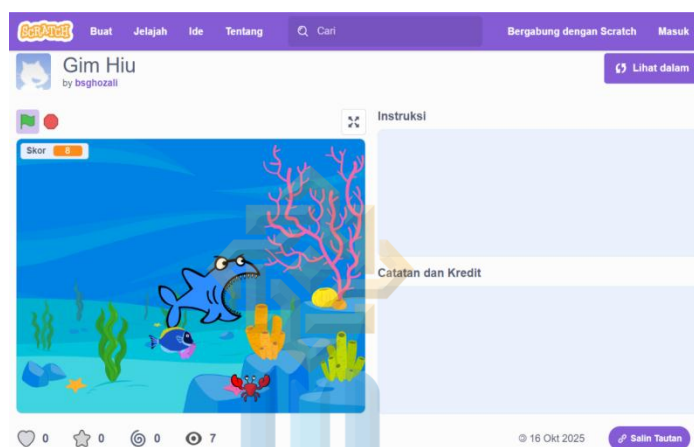 SCRATCH Buat Jelajah Ide Tentang Cari Bergabung dengan Scratch Masuk
Gim Hiu
by bsghozali
Lihat dalam
Instruksi
Skor
Catatan dan Kredit
0 0 0 7
© 16 Okt 2025 Salin Tautan